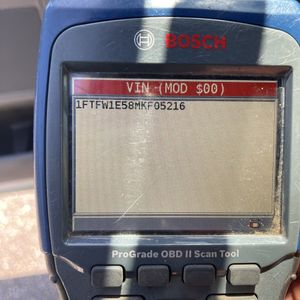 BOSCH
VIN (MOD $00)
1FTFW1E58MKF05216
ProGrade OBD II Scan Tool